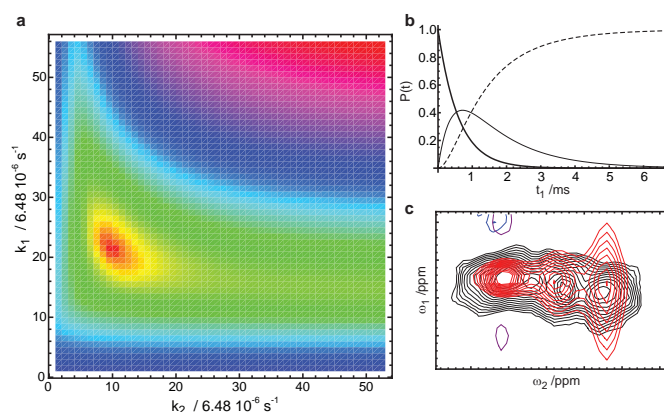 a
k1 / 6.48 10-6 s-1
50
40
30
20
10
0
0 10 20 30 40 50
k2 / 6.48 10-6 s-1
b
P(t)
1.0
0.8
0.6
0.4
0.2
0 1 2 3 4 5 6
t1 /ms
c
ω1 /ppm
ω2 /ppm